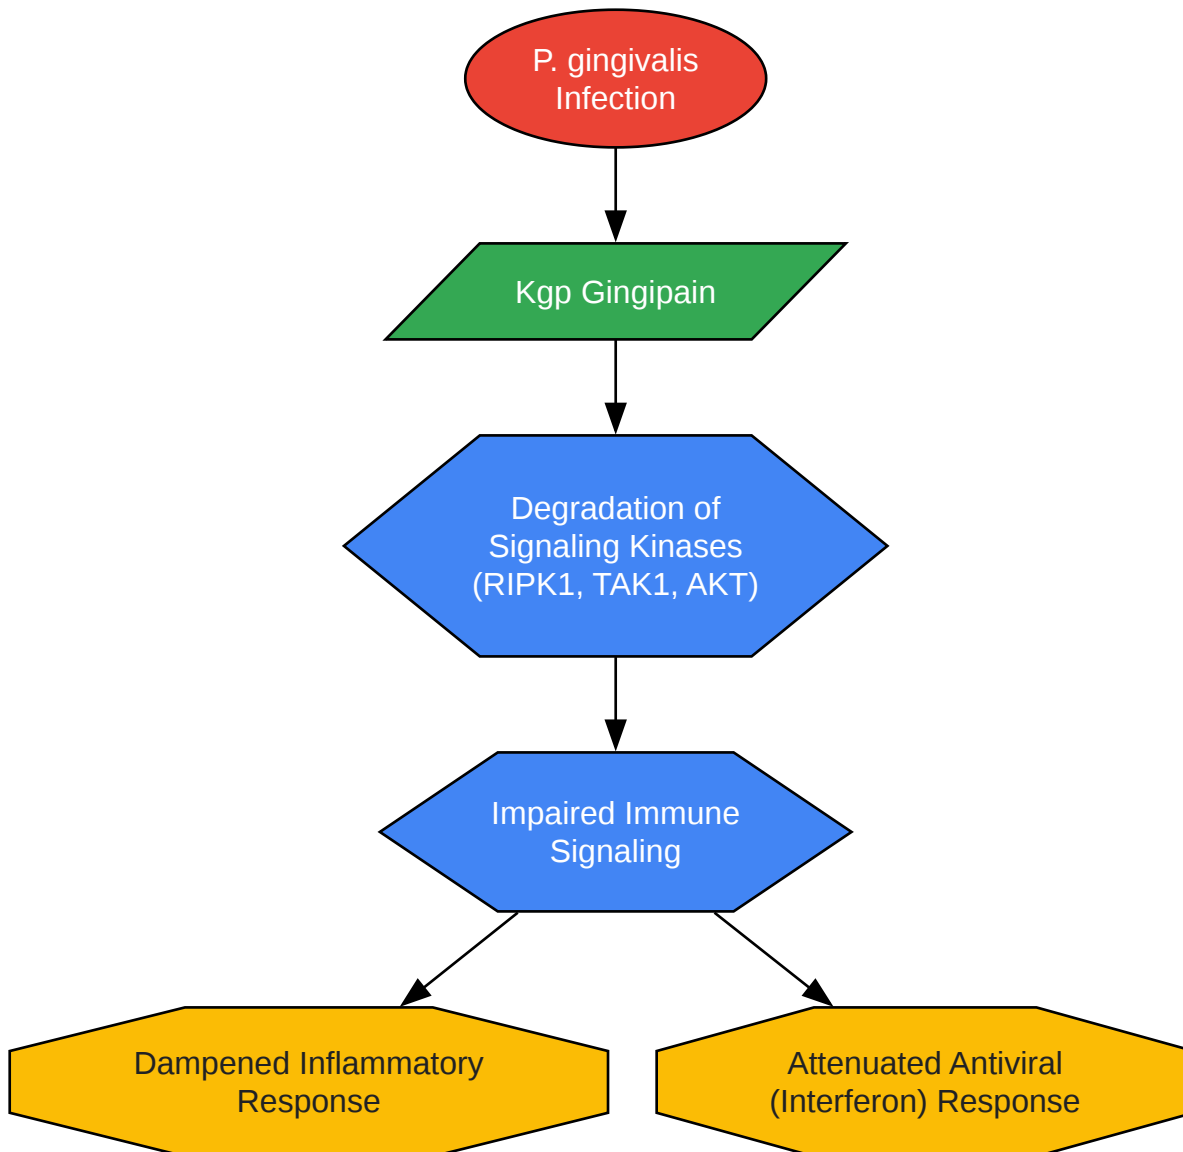 P. gingivalis
Infection
Kgp Gingipain
Degradation of
Signaling Kinases
(RIPK1, TAK1, AKT)
Impaired Immune
Signaling
Dampened Inflammatory
Response
Attenuated Antiviral
(Interferon) Response